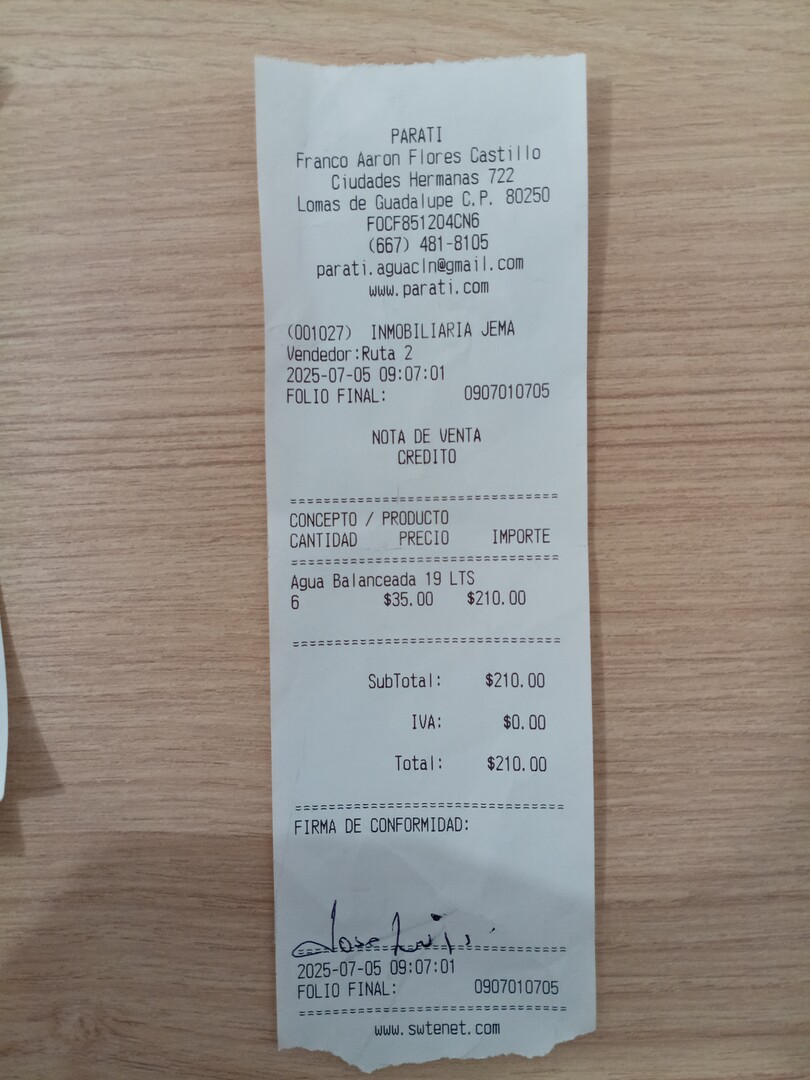 PARATI
Franco Aaron Flores Castillo
Ciudades Hermanas 722
Lomas de Guadalupe C.P. 80250
FOCF851204CN6
(667) 481-8105
parati.aguacln@gmail.com
www.parati.com
(001027) INMOBILIARIA JEMA
Vendedor:Ruta 2
2025-07-05 09:07:01
FOLIO FINAL: 0907010705
NOTA DE VENTA
CREDITO
==================================
CONCEPTO / PRODUCTO
CANTIDAD PRECIO IMPORTE
==================================
Agua Balanceada 19 LTS
6 $35.00 $210.00
==================================
SubTotal: $210.00
IVA: $0.00
Total: $210.00
==================================
FIRMA DE CONFORMIDAD:
Jose Luis
==================================
2025-07-05 09:07:01
FOLIO FINAL: 0907010705
==================================
www.swtenet.com